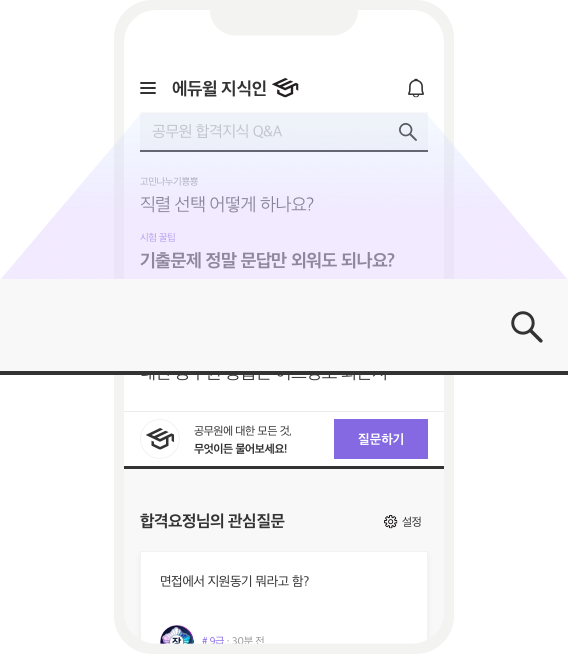 에듀윌 지식인
공무원 합격지식 Q&A
고민나누기뿜뿜
직렬 선택 어떻게 하나요?
시험 꿀팁
기출문제 정말 문답만 외워도 되나요?
공무원에 대한 모든 것,
무엇이든 물어보세요!
질문하기
합격요정님의 관심질문
설정
면접에서 지원동기 뭐라고 함?
장
# 9급 · 30분 전